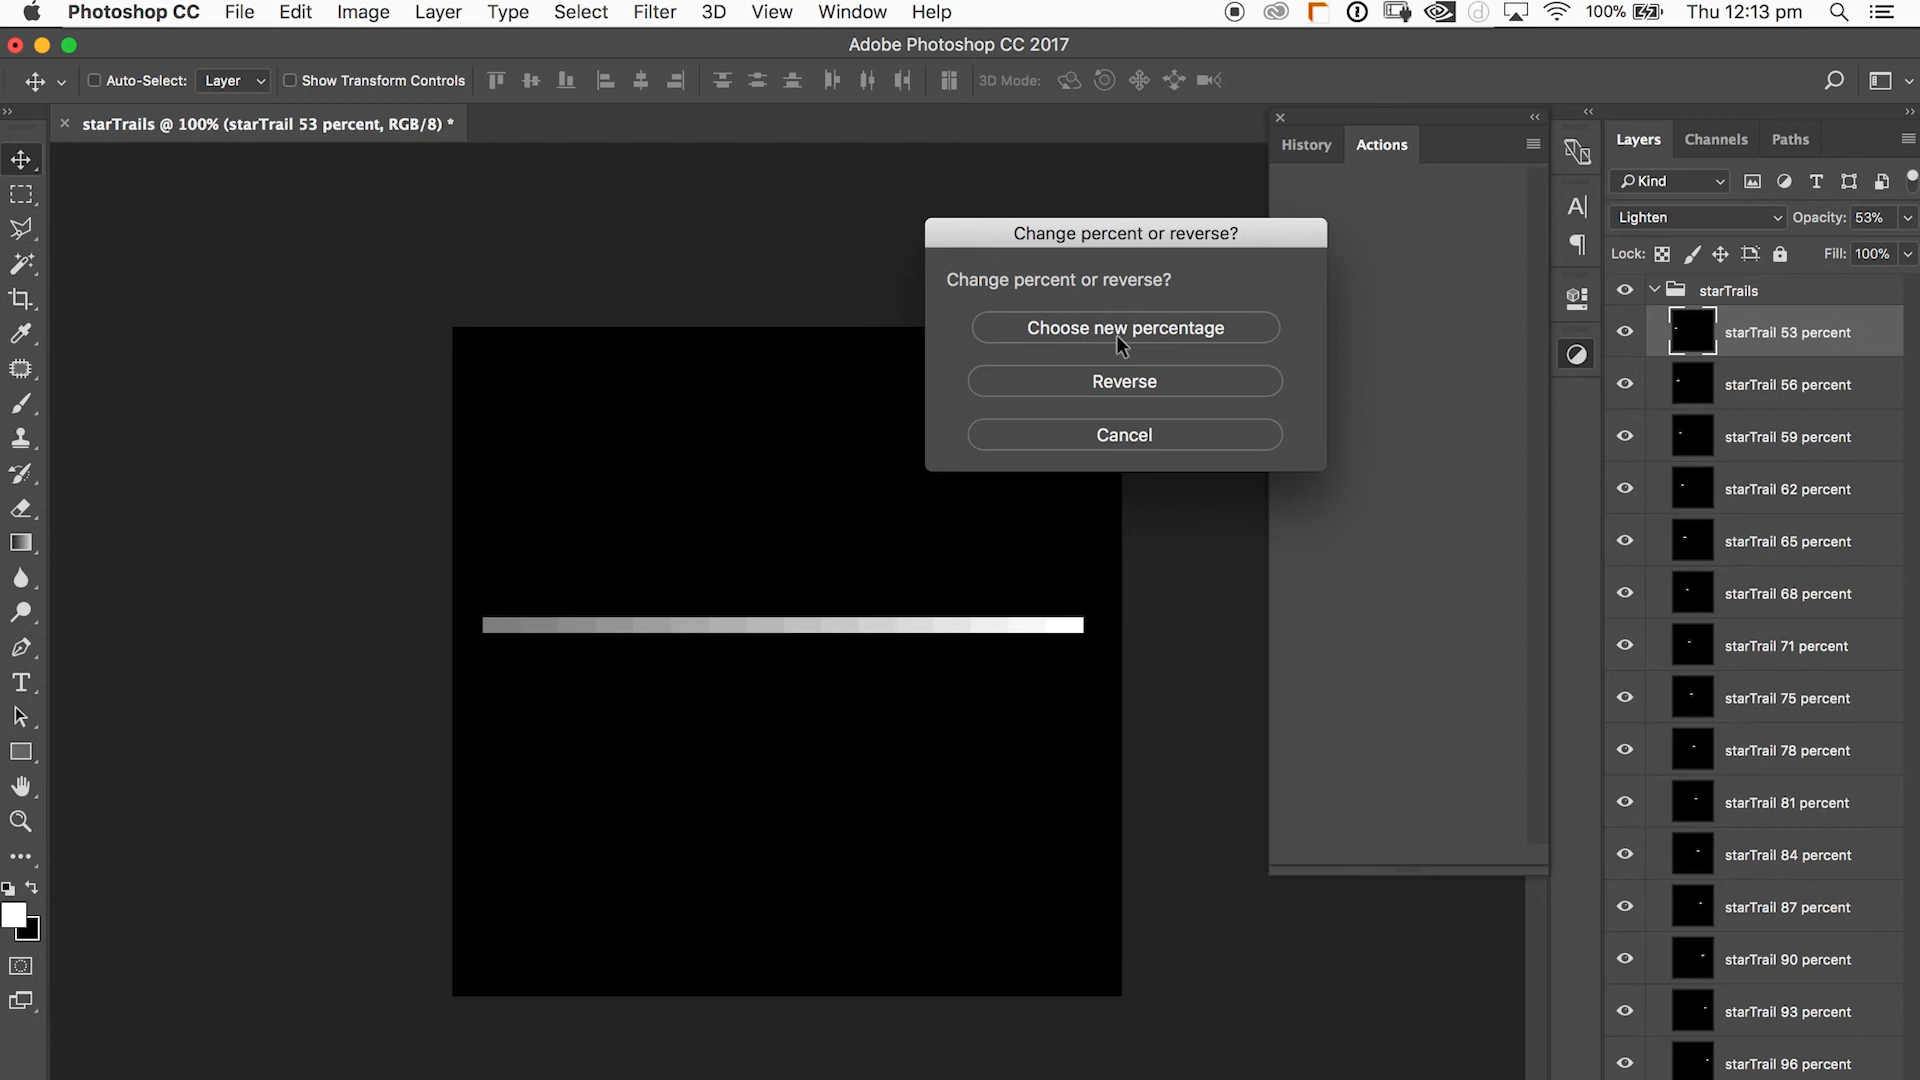 Photoshop CC File Edit Image Layer Type Select Filter 3D View Window Help 100% Thu 12:13 pm
Adobe Photoshop CC 2017
Auto-Select: Layer Show Transform Controls 3D Mode:
starTrails @ 100% (starTrail 53 percent, RGB/8) *
History Actions
Layers Channels Paths
Kind
Lighten Opacity: 53%
Lock: Fill: 100%
Change percent or reverse?
Change percent or reverse?
Choose new percentage
Reverse
Cancel
starTrails
starTrail 53 percent
starTrail 56 percent
starTrail 59 percent
starTrail 62 percent
starTrail 65 percent
starTrail 68 percent
starTrail 71 percent
starTrail 75 percent
starTrail 78 percent
starTrail 81 percent
starTrail 84 percent
starTrail 87 percent
starTrail 90 percent
starTrail 93 percent
starTrail 96 percent